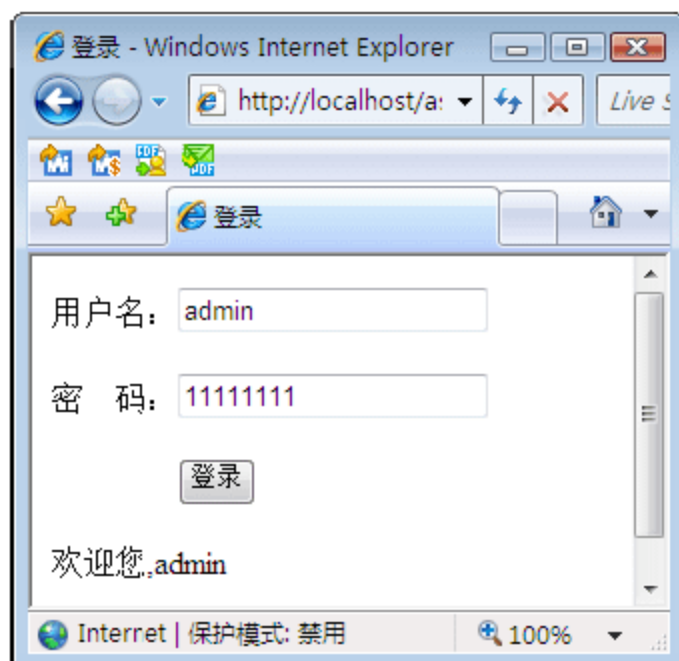 登录 - Windows Internet Explorer
http://localhost/a
Live S
登录
用户名： admin
密 码： 11111111
登录
欢迎您,admin
Internet | 保护模式: 禁用 100%